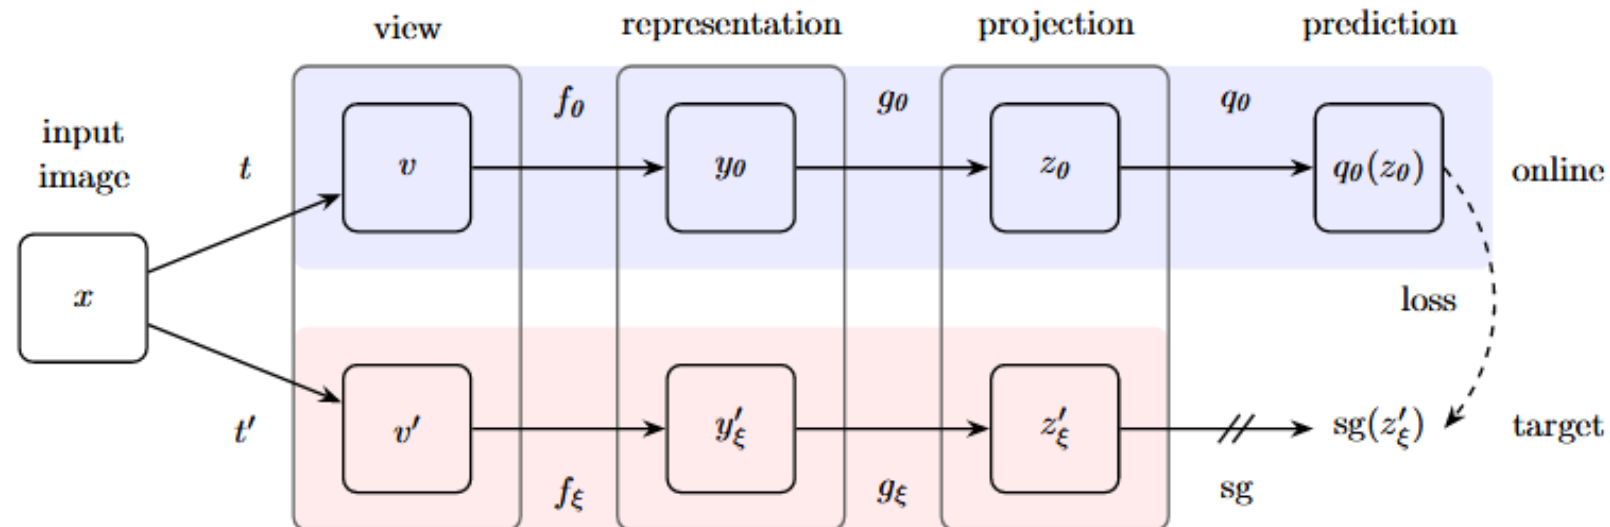 view representation projection prediction
input
image
t
f_θ
g_θ
q_θ
v
y_θ
z_θ
q_θ(z_θ)
online
x
loss
t′
v′
y′_ξ
z′_ξ
sg(z′_ξ)
target
f_ξ
g_ξ
sg